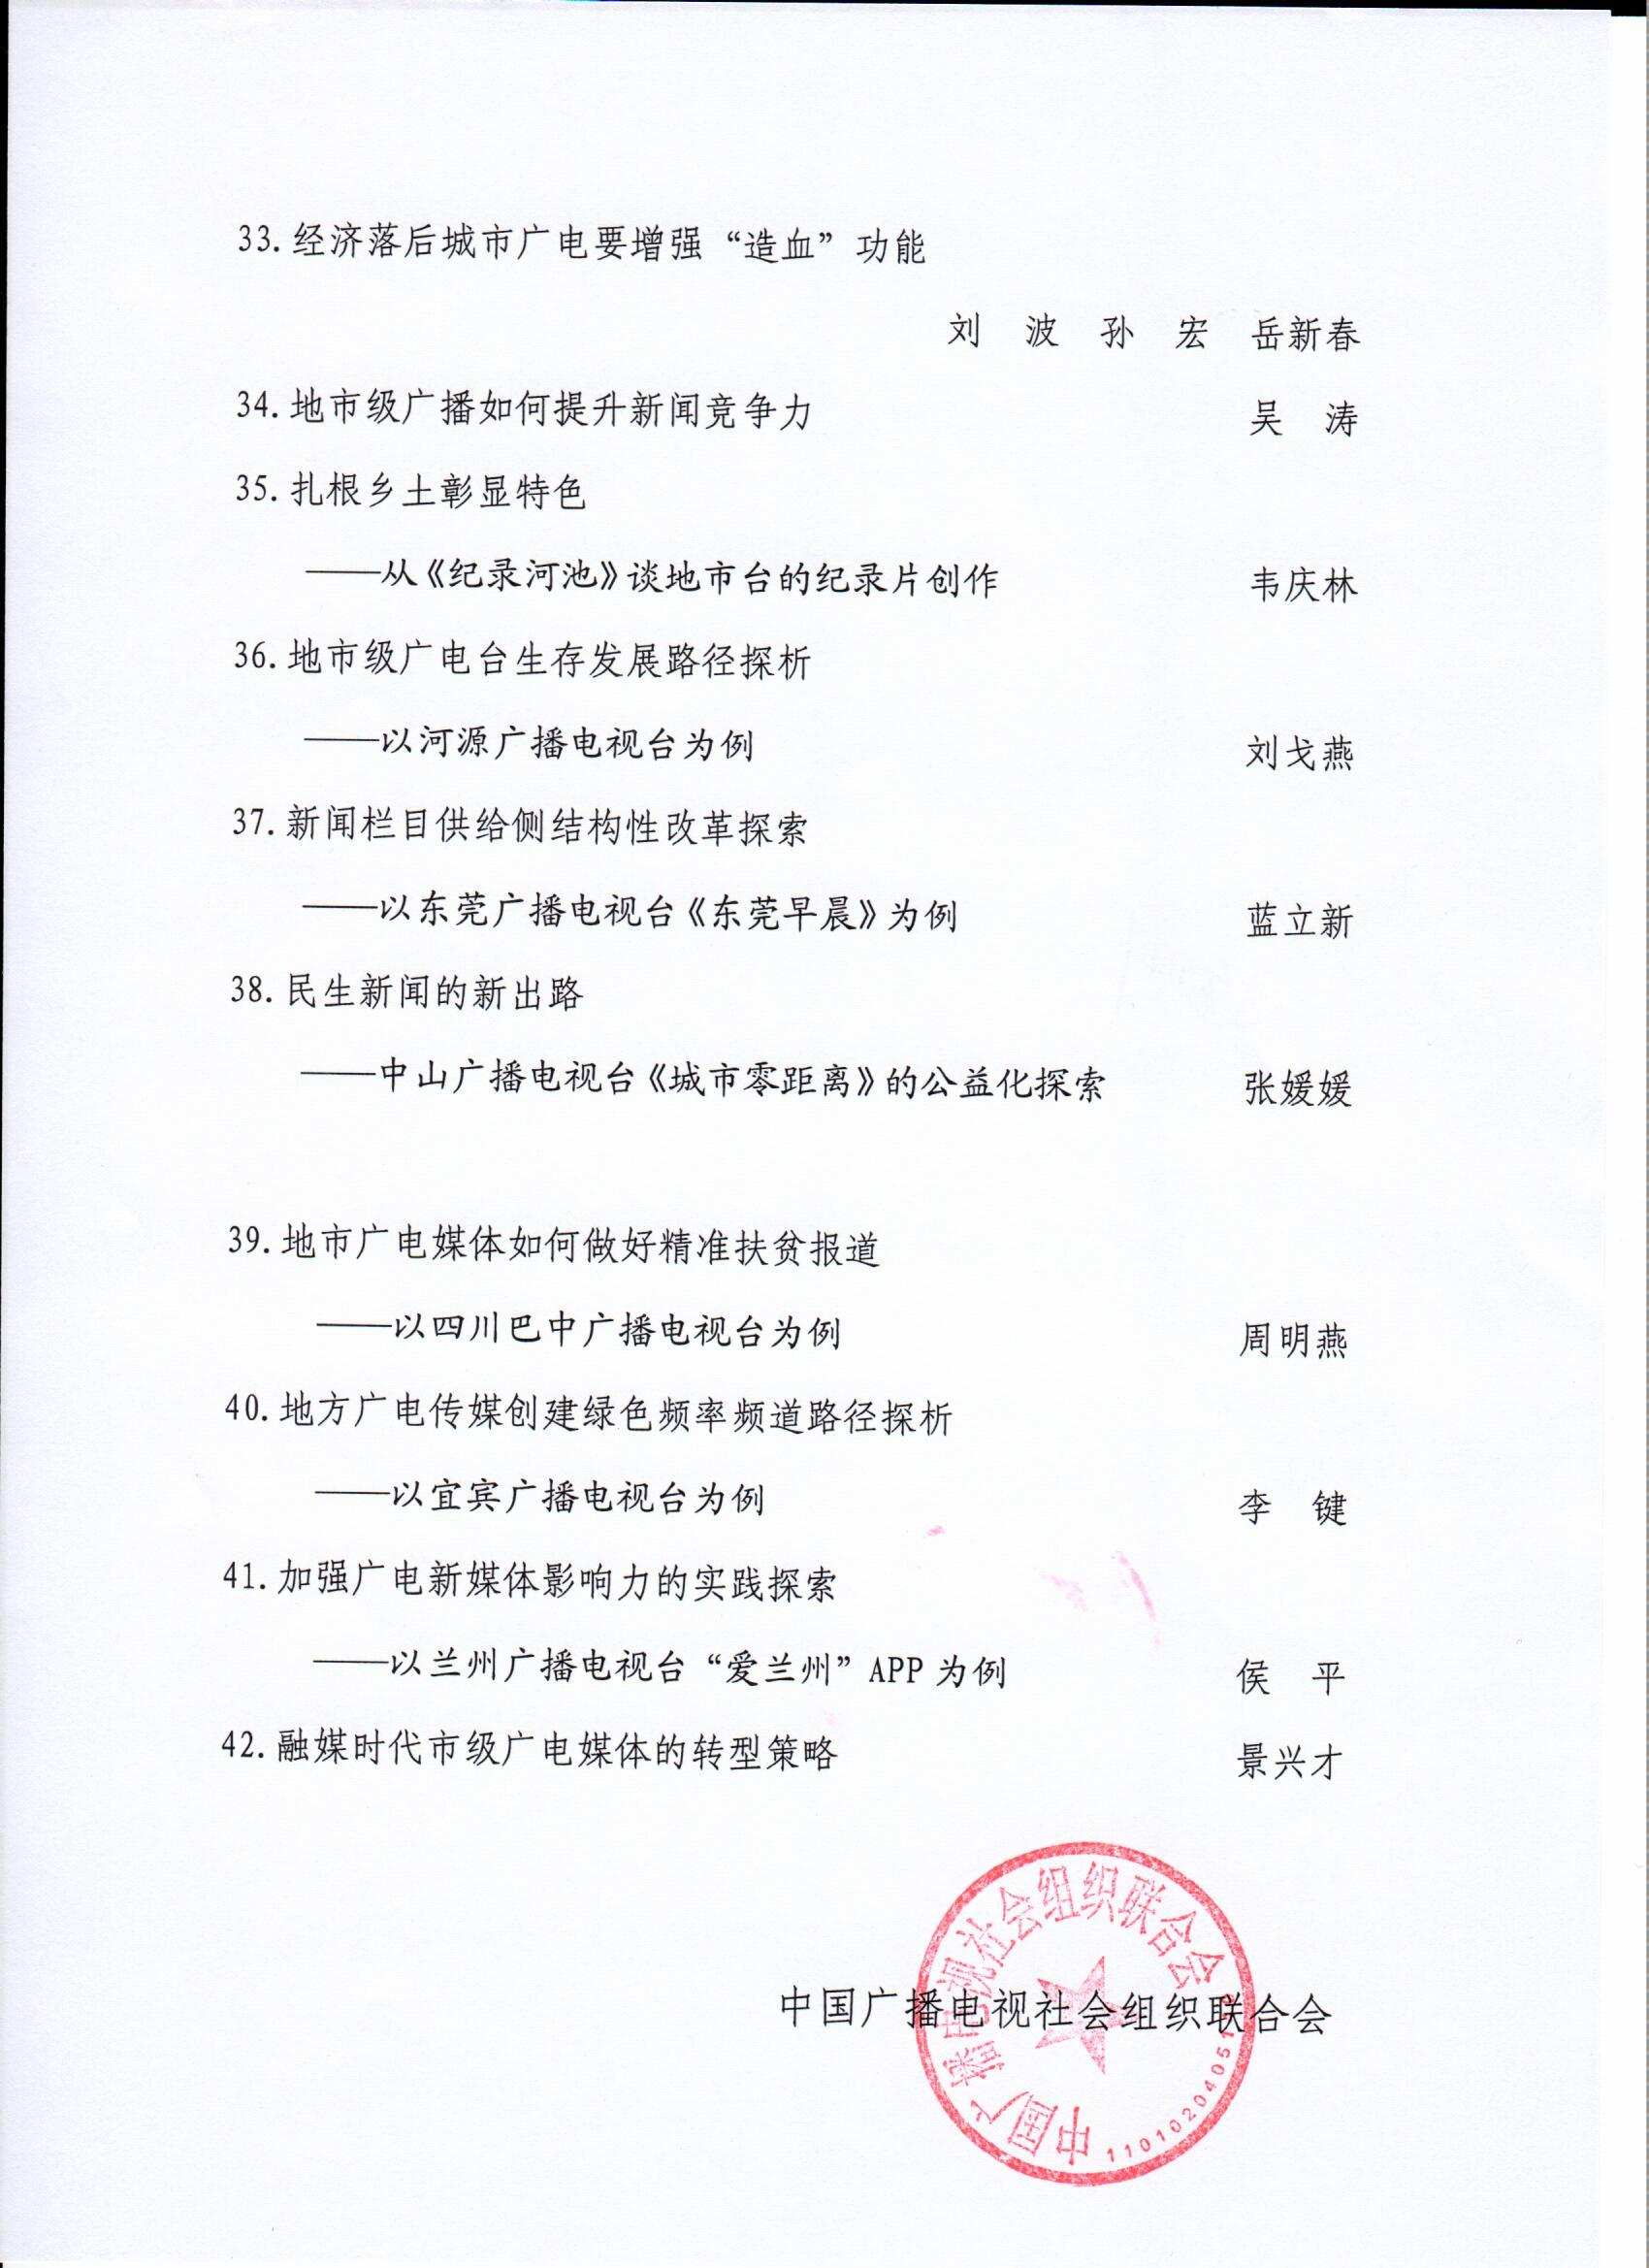 33.经济落后城市广电要增强“造血”功能
刘　波　孙　宏　岳新春
34.地市级广播如何提升新闻竞争力　吴　涛
35.扎根乡土彰显特色
——从《纪录河池》谈地市台的纪录片创作　韦庆林
36.地市级广电台生存发展路径探析
——以河源广播电视台为例　刘戈燕
37.新闻栏目供给侧结构性改革探索
——以东莞广播电视台《东莞早晨》为例　蓝立新
38.民生新闻的新出路
——中山广播电视台《城市零距离》的公益化探索　张媛媛
39.地市广电媒体如何做好精准扶贫报道
——以四川巴中广播电视台为例　周明燕
40.地方广电传媒创建绿色频率频道路径探析
——以宜宾广播电视台为例　李　键
41.加强广电新媒体影响力的实践探索
——以兰州广播电视台“爱兰州”APP为例　侯　平
42.融媒时代市级广电媒体的转型策略　景兴才
中国广播电视社会组织联合会
中国广播电视社会组织联合会